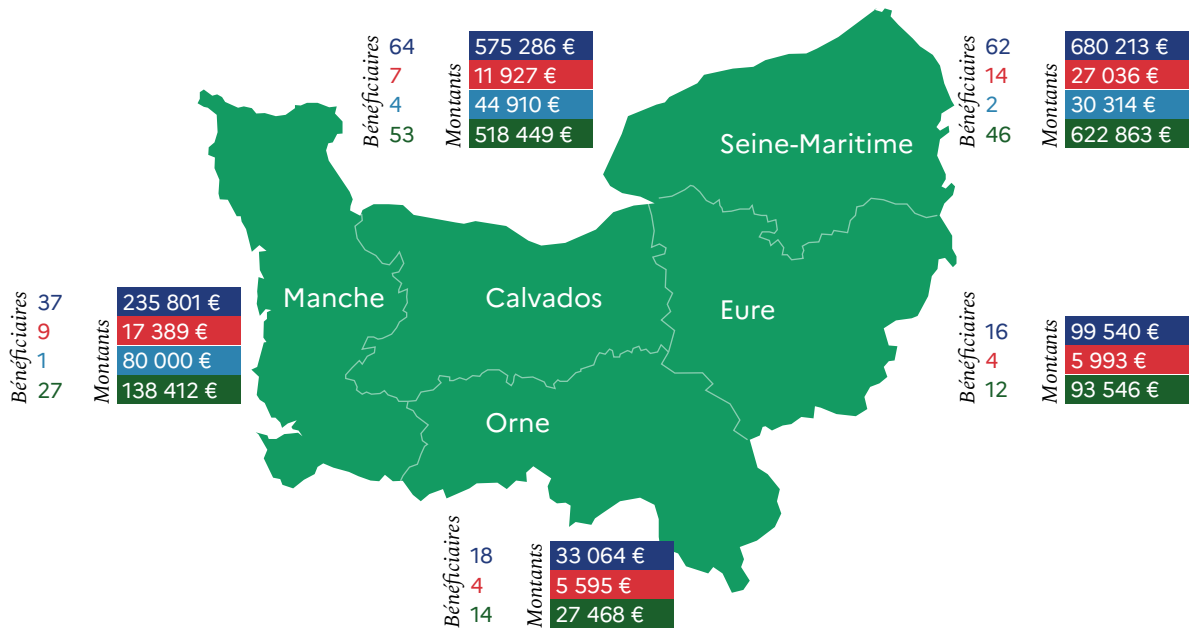 Bénéficiaires
64
7
4
53
Montants
575 286 €
11 927 €
44 910 €
518 449 €
Bénéficiaires
62
14
2
46
Montants
680 213 €
27 036 €
30 314 €
622 863 €
Seine-Maritime
Bénéficiaires
37
9
1
27
Montants
235 801 €
17 389 €
80 000 €
138 412 €
Manche
Calvados
Eure
Bénéficiaires
16
4
12
Montants
99 540 €
5 993 €
93 546 €
Orne
Bénéficiaires
18
4
14
Montants
33 064 €
5 595 €
27 468 €